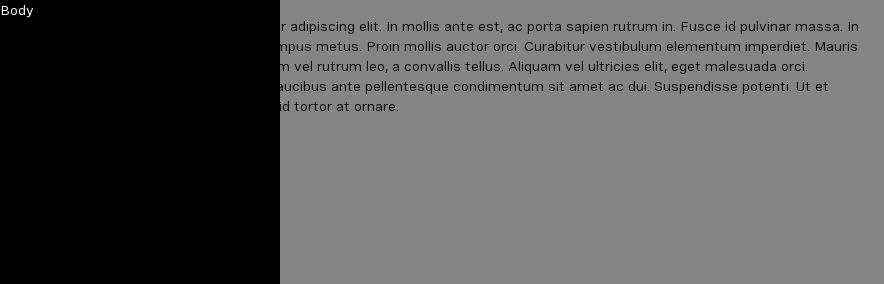 Body
adipiscing elit. In mollis ante est, ac porta sapien rutrum in. Fusce id pulvinar massa. In
metus. Proin mollis auctor orci. Curabitur vestibulum elementum imperdiet. Mauris
vel rutrum leo, a convallis tellus. Aliquam vel ultricies elit, eget malesuada orci.
ante pellentesque condimentum sit amet ac dui. Suspendisse potenti. Ut et
id tortor at ornare.